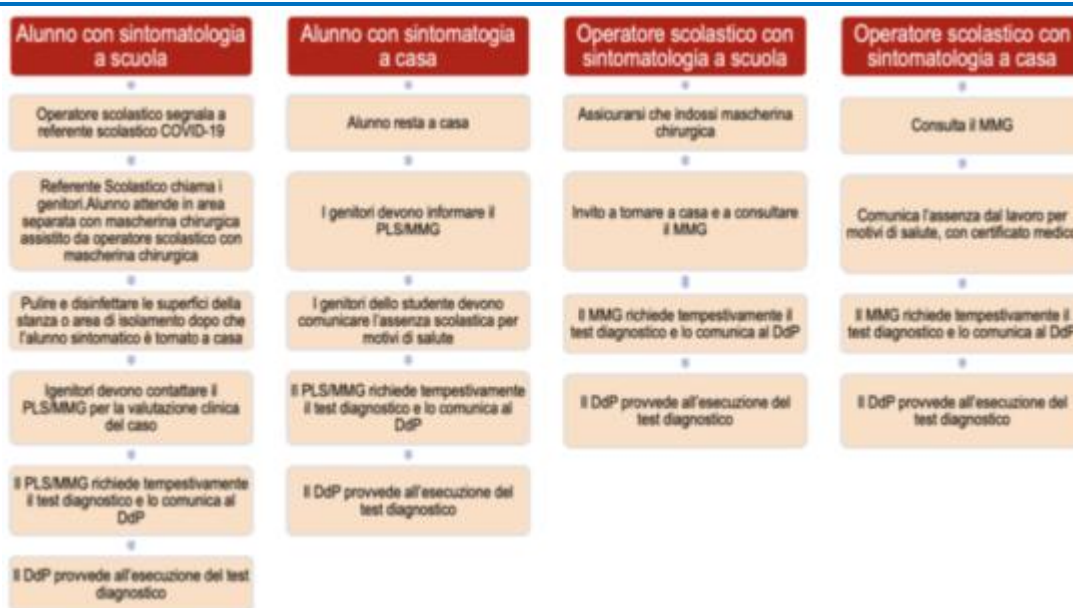 Alunno con sintomatologia
a scuola
Operatore scolastico segnala a
referente scolastico COVID-19
Referente Scolastico chiama i
genitori.Alunno attende in area
separata con mascherina chirurgica
assistito da operatore scolastico con
mascherina chirurgica
Pulire e disinfettare le superfici della
stanza o area di isolamento dopo che
l'alunno sintomatico è tornato a casa
Igenitori devono contattare il
PLS/MMG per la valutazione clinica
del caso
Il PLS/MMG richiede tempestivamente
il test diagnostico e lo comunica al
DdP
Il DdP provvede all'esecuzione del test
diagnostico
Alunno con sintomatogia
a casa
Alunno resta a casa
I genitori devono informare il
PLS/MMG
I genitori dello studente devono
comunicare l'assenza scolastica per
motivi di salute
Il PLS/MMG richiede tempestivamente
il test diagnostico e lo comunica al
DdP
Il DdP provvede all'esecuzione del
test diagnostico
Operatore scolastico con
sintomatologia a scuola
Assicurarsi che indossi mascherina
chirurgica
Invito a tornare a casa e a consultare
il MMG
Il MMG richiede tempestivamente il
test diagnostico e lo comunica al DdP
Il DdP provvede all'esecuzione del
test diagnostico
Operatore scolastico con
sintomatologia a casa
Consulta il MMG
Comunica l'assenza dal lavoro per
motivi di salute, con certificato medico
Il MMG richiede tempestivamente il
test diagnostico e lo comunica al DdP
Il DdP provvede all'esecuzione del
test diagnostico